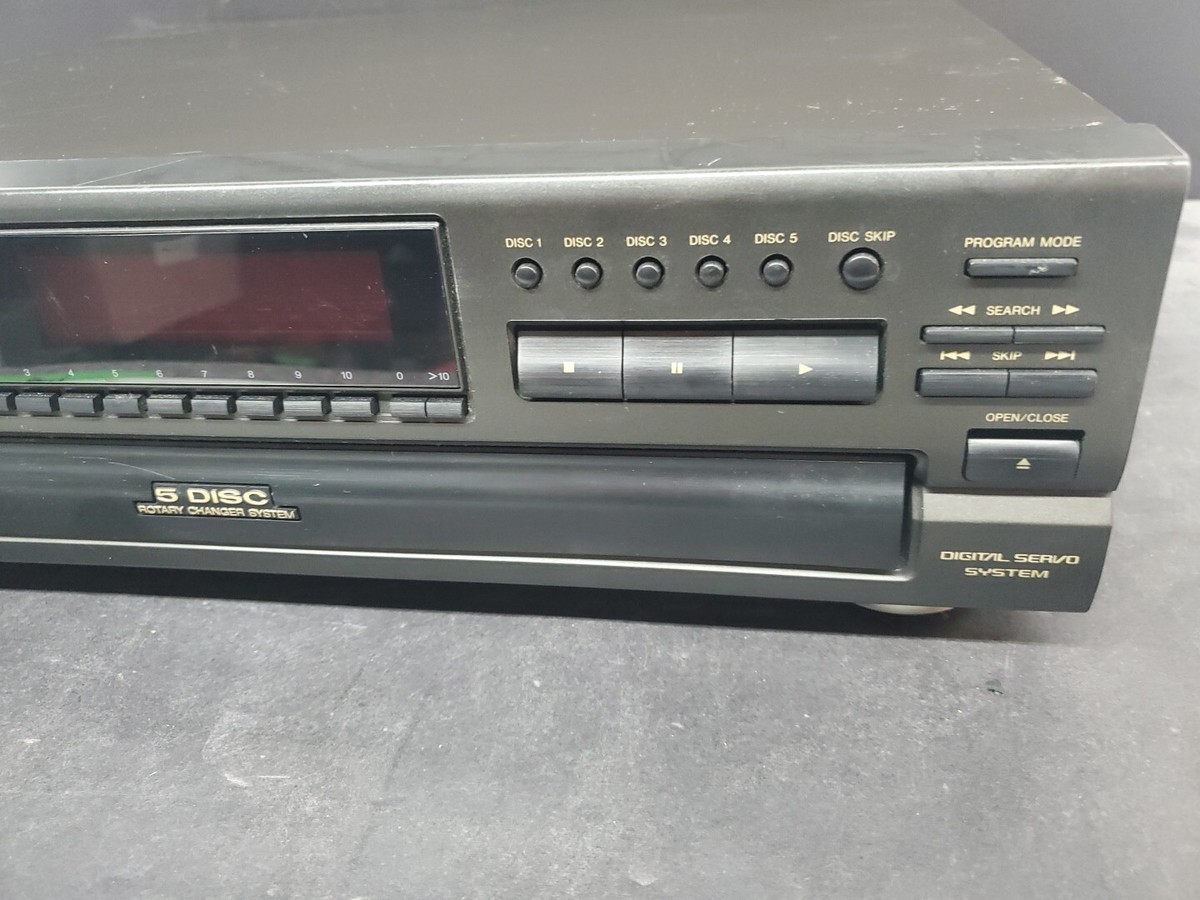 DISC 1 DISC 2 DISC 3 DISC 4 DISC 5 DISC SKIP
PROGRAM MODE
SEARCH
SKIP
3 4 5 6 7 8 9 10 0 >10
OPEN/CLOSE
5 DISC
ROTARY CHANGER SYSTEM
DIGITAL SERVO
SYSTEM